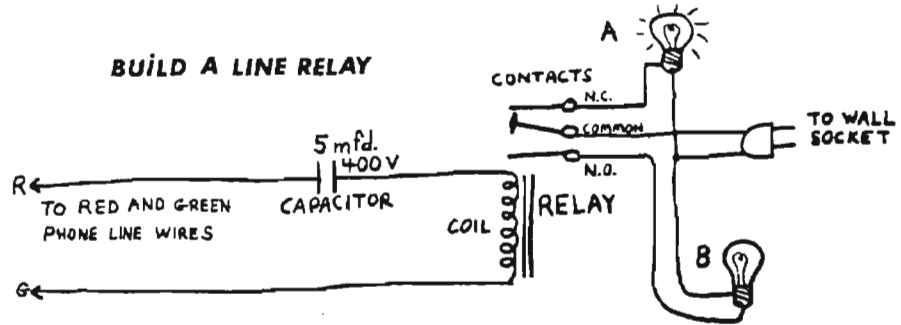 BUILD A LINE RELAY
A
CONTACTS
N.C.
COMMON
N.O.
TO WALL
SOCKET
5 mfd.
400V
CAPACITOR
R
TO RED AND GREEN
PHONE LINE WIRES
COIL
RELAY
B
G